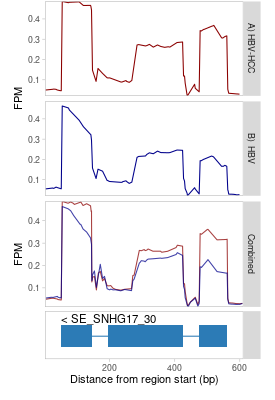 0.4
0.3
0.2
0.1
A) HBV-HCC
FPM
0.4
0.3
0.2
0.1
B) HBV
0.4
0.3
0.2
0.1
Combined
FPM
< SE_SNHG17_30
0
200
400
600
Distance from region start (bp)